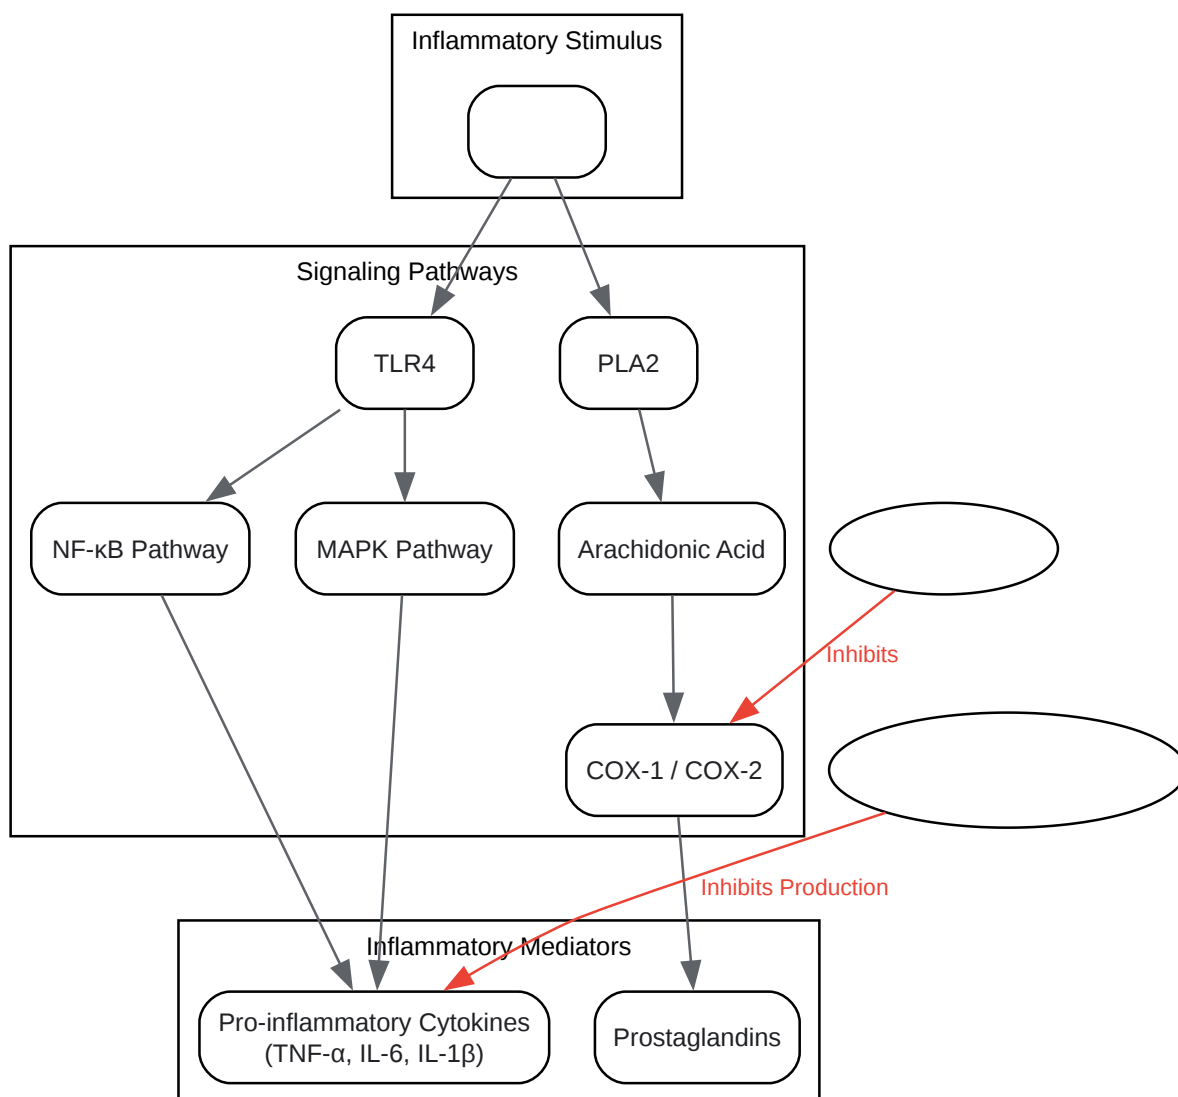 Inflammatory Stimulus
Signaling Pathways
TLR4
PLA2
NF-κB Pathway
MAPK Pathway
Arachidonic Acid
Inhibits
COX-1 / COX-2
Inhibits Production
Inflammatory Mediators
Pro-inflammatory Cytokines
(TNF-α, IL-6, IL-1β)
Prostaglandins